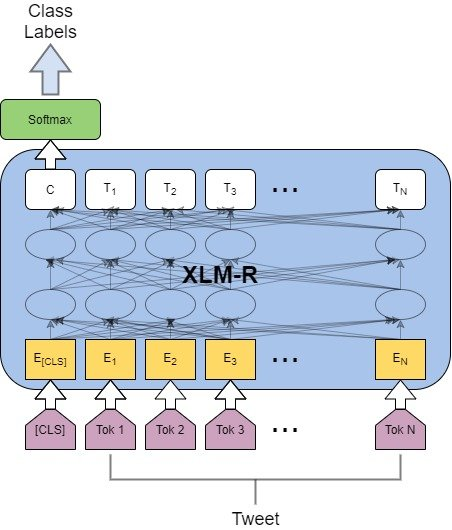 Class
Labels
Softmax
C T1 T2 T3 ... TN
XLM-R
E[CLS] E1 E2 E3 ... EN
[CLS] Tok 1 Tok 2 Tok 3 ... Tok N
Tweet